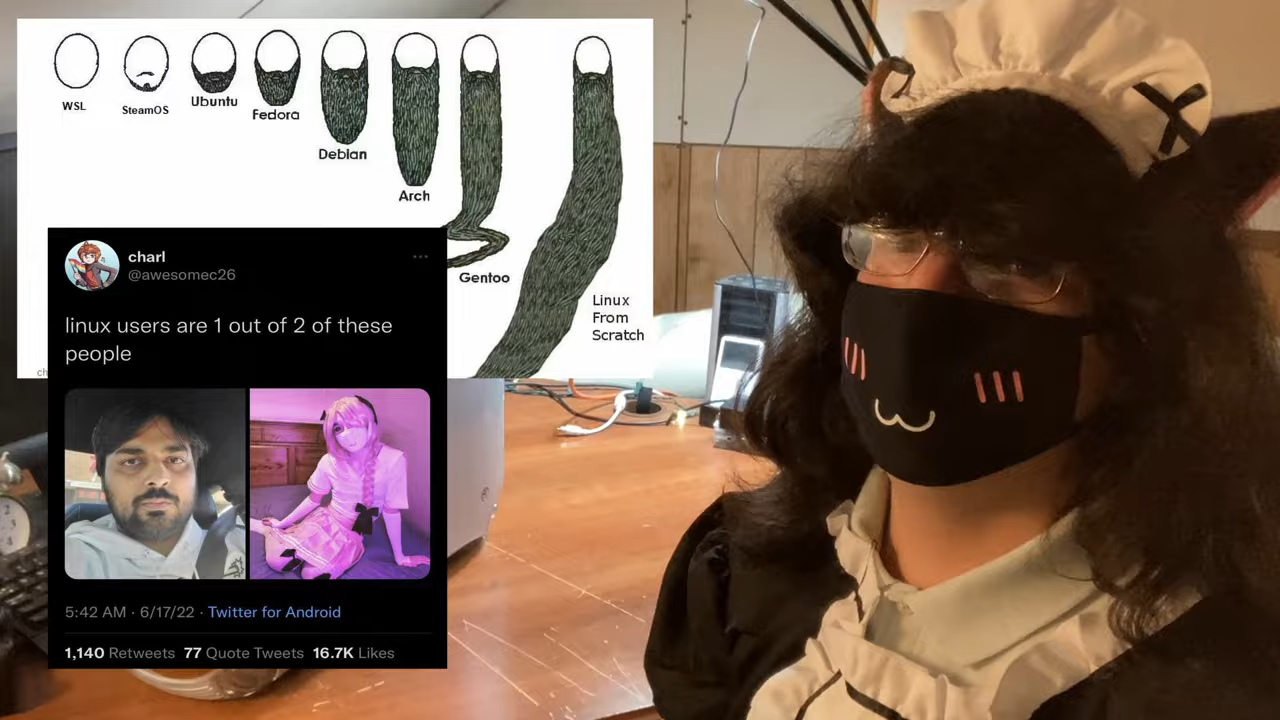 WSL
SteamOS
Ubuntu
Fedora
Debian
Arch
Gentoo
Linux
From
Scratch
charl
@awesomec26
linux users are 1 out of 2 of these
people
5:42 AM · 6/17/22 · Twitter for Android
1,140 Retweets 77 Quote Tweets 16.7K Likes